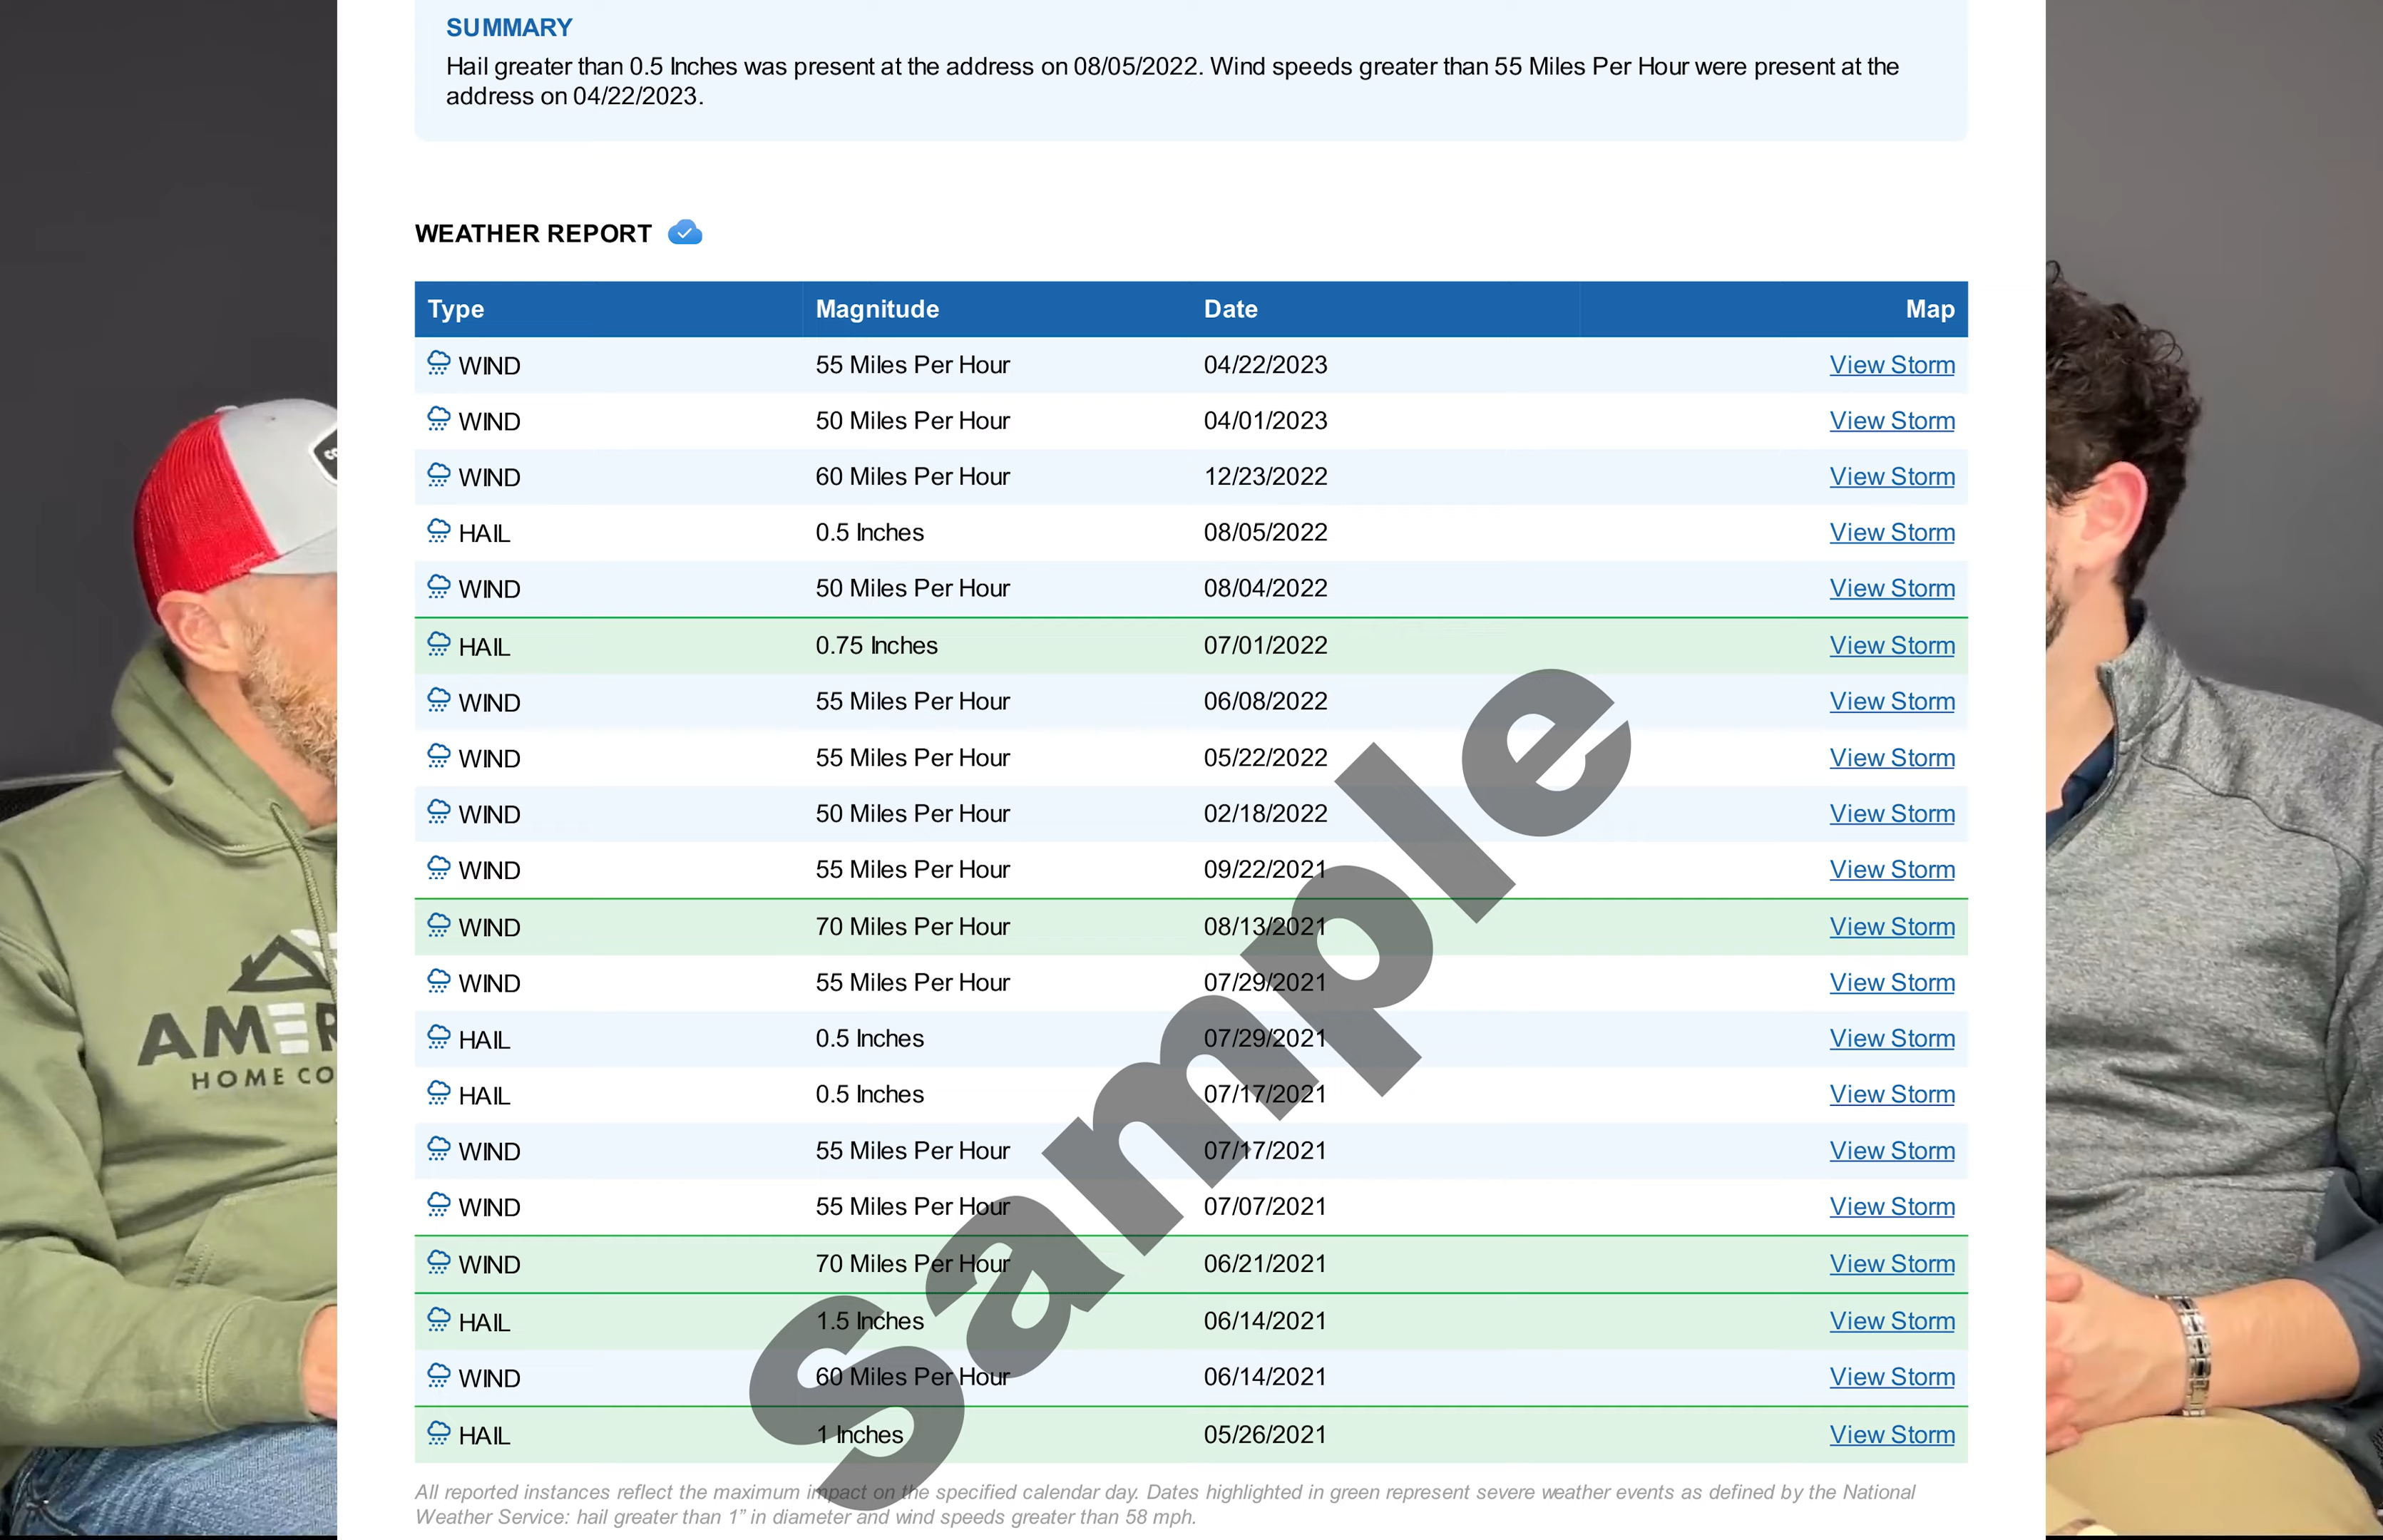 SUMMARY
Hail greater than 0.5 Inches was present at the address on 08/05/2022. Wind speeds greater than 55 Miles Per Hour were present at the
address on 04/22/2023.
WEATHER REPORT
Type Magnitude Date Map
WIND 55 Miles Per Hour 04/22/2023 View Storm
WIND 50 Miles Per Hour 04/01/2023 View Storm
WIND 60 Miles Per Hour 12/23/2022 View Storm
HAIL 0.5 Inches 08/05/2022 View Storm
WIND 50 Miles Per Hour 08/04/2022 View Storm
HAIL 0.75 Inches 07/01/2022 View Storm
WIND 55 Miles Per Hour 06/08/2022 View Storm
WIND 55 Miles Per Hour 05/22/2022 View Storm
WIND 50 Miles Per Hour 02/18/2022 View Storm
WIND 55 Miles Per Hour 09/22/2021 View Storm
WIND 70 Miles Per Hour 08/13/2021 View Storm
WIND 55 Miles Per Hour 07/29/2021 View Storm
HAIL 0.5 Inches 07/29/2021 View Storm
HAIL 0.5 Inches 07/17/2021 View Storm
WIND 55 Miles Per Hour 07/17/2021 View Storm
WIND 55 Miles Per Hour 07/07/2021 View Storm
WIND 70 Miles Per Hour 06/21/2021 View Storm
HAIL 1.5 Inches 06/14/2021 View Storm
WIND 60 Miles Per Hour 06/14/2021 View Storm
HAIL 1 Inches 05/26/2021 View Storm
All reported instances reflect the maximum impact on the specified calendar day. Dates highlighted in green represent severe weather events as defined by the National
Weather Service: hail greater than 1” in diameter and wind speeds greater than 58 mph.
Sample
AMER
HOME CO